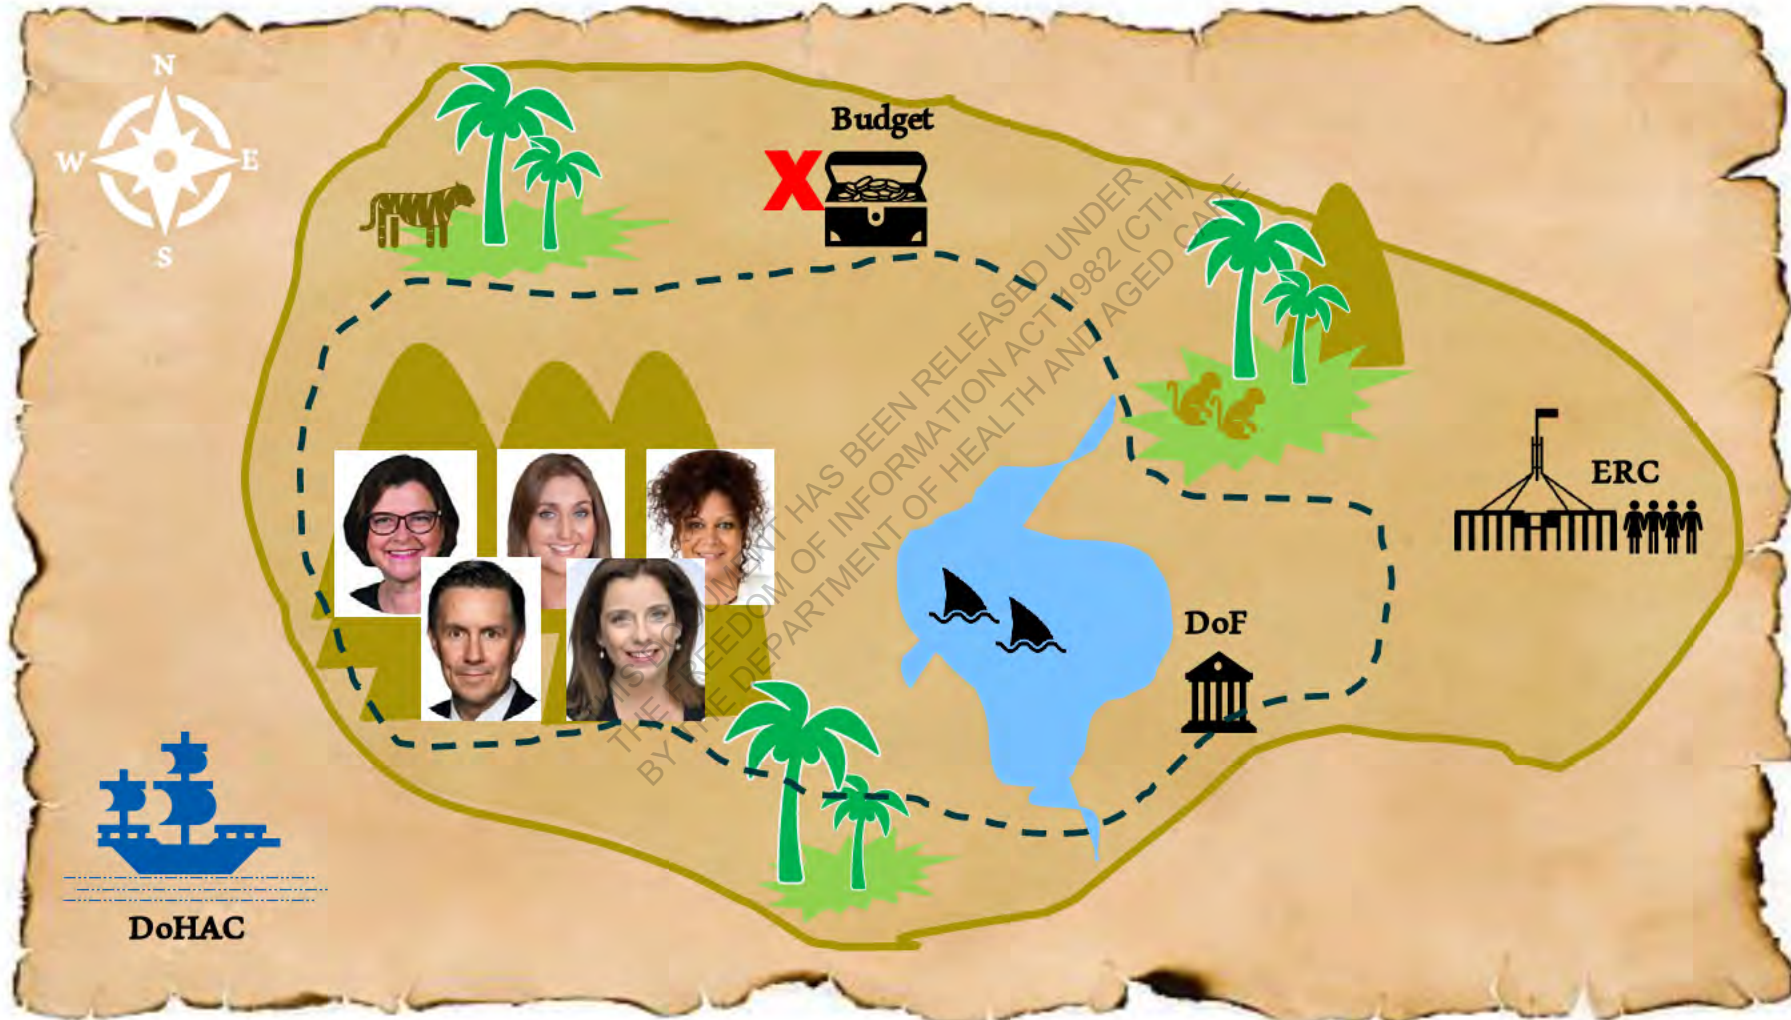 N
W
E
S
Budget
X
ERC
DoF
DoHAC
THIS DOCUMENT HAS BEEN RELEASED UNDER
THE FREEDOM OF INFORMATION ACT 1982 (CTH)
BY THE DEPARTMENT OF HEALTH AND AGED CARE